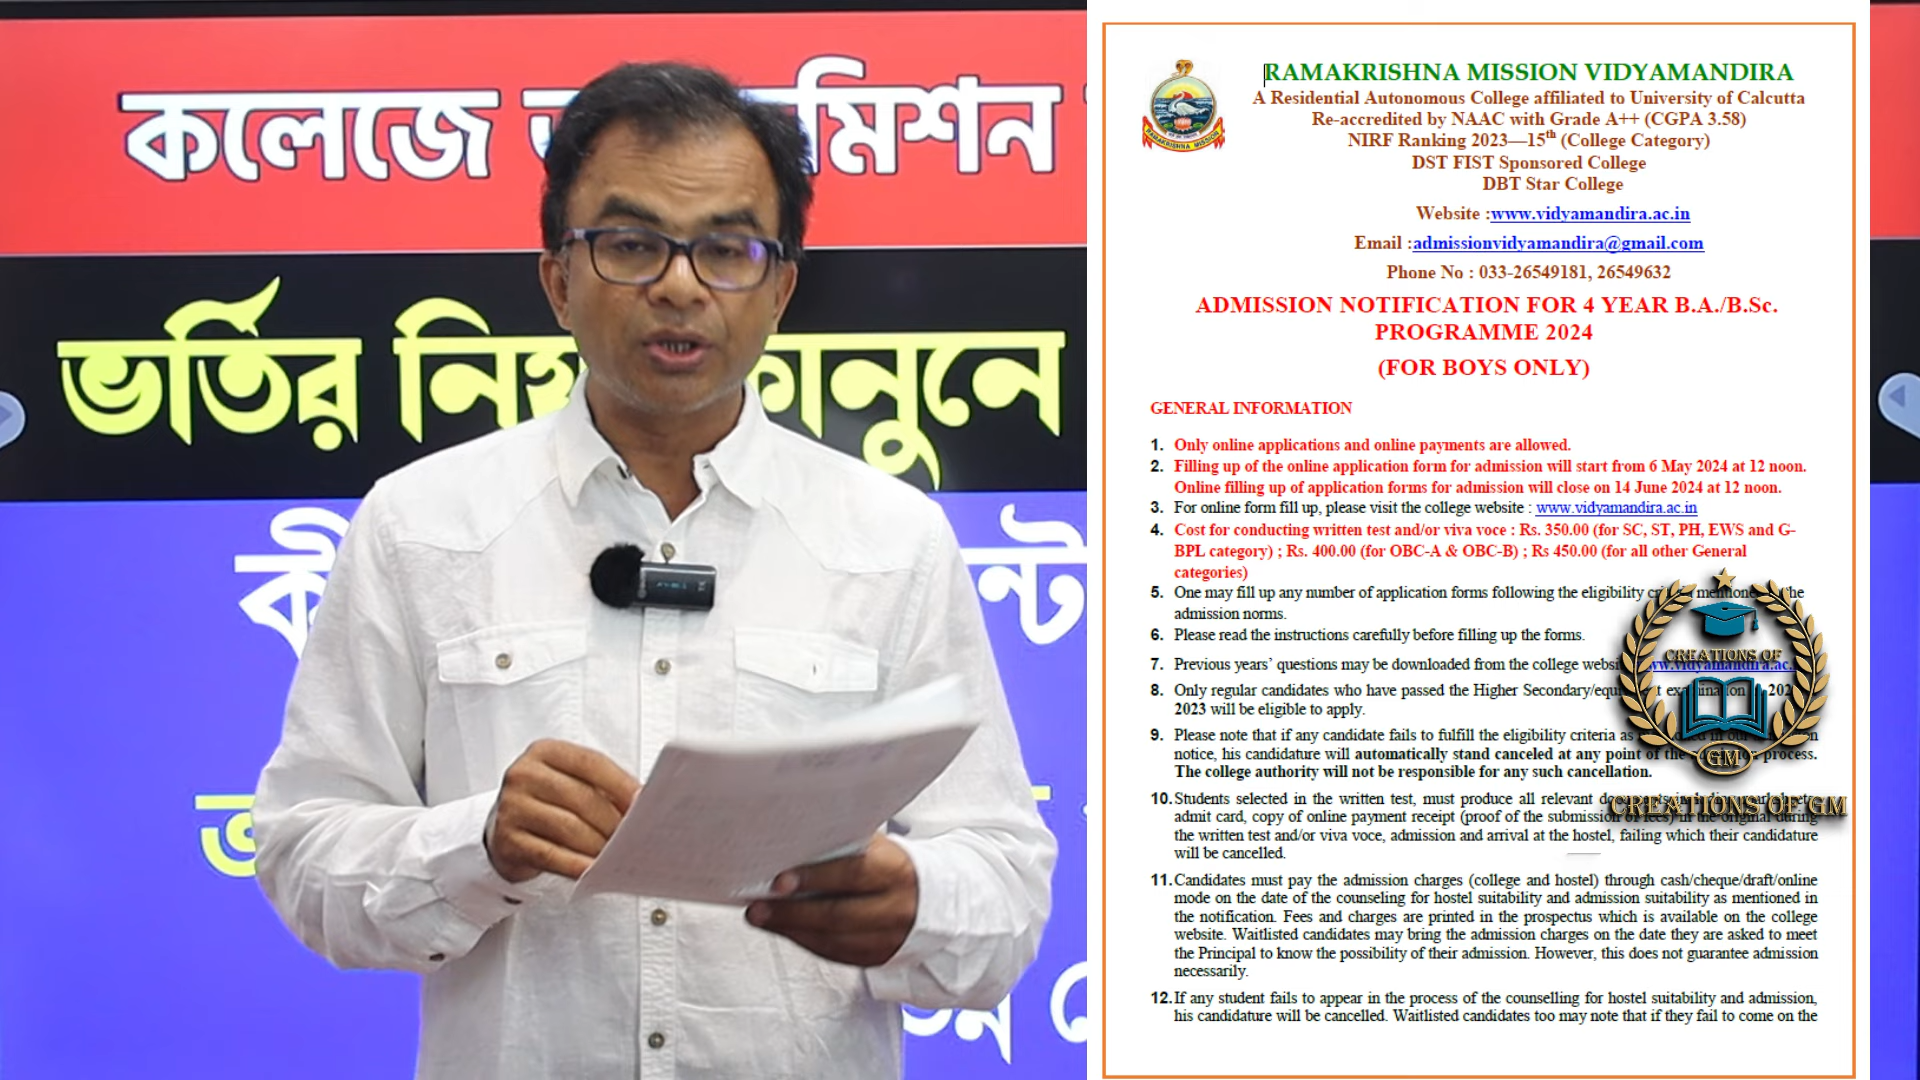 কলেজে
মিশন
ভর্তির
কানুনে
RAMAKRISHNA MISSION VIDYAMANDIRA
A Residential Autonomous College affiliated to University of Calcutta
Re-accredited by NAAC with Grade A++ (CGPA 3.58)
NIRF Ranking 2023—15th (College Category)
DST FIST Sponsored College
DBT Star College
Website :www.vidyamandira.ac.in
Email :admissionvidyamandira@gmail.com
Phone No : 033-26549181, 26549632
ADMISSION NOTIFICATION FOR 4 YEAR B.A./B.Sc.
PROGRAMME 2024
(FOR BOYS ONLY)
GENERAL INFORMATION
1. Only online applications and online payments are allowed.
2. Filling up of the online application form for admission will start from 6 May 2024 at 12 noon.
Online filling up of application forms for admission will close on 14 June 2024 at 12 noon.
3. For online form fill up, please visit the college website : www.vidyamandira.ac.in
4. Cost for conducting written test and/or viva voce : Rs. 350.00 (for SC, ST, PH, EWS and G-
BPL category) ; Rs. 400.00 (for OBC-A & OBC-B) ; Rs 450.00 (for all other General
categories)
5. One may fill up any number of application forms following the eligibility
admission norms.
6. Please read the instructions carefully before filling up the forms.
7. Previous years' questions may be downloaded from the college www.vidyamandira.ac.
8. Only regular candidates who have passed the Higher Secondary/
2023 will be eligible to apply.
9. Please note that if any candidate fails to fulfill the eligibility criteria as
notice, his candidature will automatically stand canceled at any point of the process.
The college authority will not be responsible for any such cancellation.
10. Students selected in the written test, must produce all relevant
admit card, copy of online payment receipt (proof of the submission of fees) in the original during
the written test and/or viva voce, admission and arrival at the hostel, failing which their candidature
will be cancelled.
11. Candidates must pay the admission charges (college and hostel) through cash/cheque/draft/online
mode on the date of the counseling for hostel suitability and admission suitability as mentioned in
the notification. Fees and charges are printed in the prospectus which is available on the college
website. Waitlisted candidates may bring the admission charges on the date they are asked to meet
the Principal to know the possibility of their admission. However, this does not guarantee admission
necessarily.
12. If any student fails to appear in the process of the counselling for hostel suitability and admission,
his candidature will be cancelled. Waitlisted candidates too may note that if they fail to come on the
RAMAKRISHNA MISSION
CREATIONS OF
GM
CREATIONS OF GM